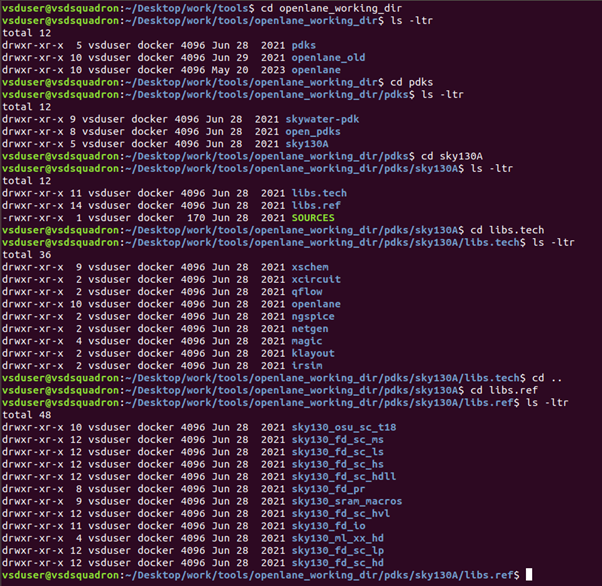 vsduser@vsdsquadron:~/Desktop/work/tools$ cd openlane_working_dir
vsduser@vsdsquadron:~/Desktop/work/tools/openlane_working_dir$ ls -ltr
total 12
drwxr-xr-x  5 vsduser docker 4096 Jun 28  2021 pdks
drwxr-xr-x 10 vsduser docker 4096 Jun 29  2021 openlane_old
drwxr-xr-x 10 vsduser docker 4096 May 20  2023 openlane
vsduser@vsdsquadron:~/Desktop/work/tools/openlane_working_dir$ cd pdks
vsduser@vsdsquadron:~/Desktop/work/tools/openlane_working_dir/pdks$ ls -ltr
total 12
drwxr-xr-x 9 vsduser docker 4096 Jun 28  2021 skywater-pdk
drwxr-xr-x 8 vsduser docker 4096 Jun 28  2021 open_pdks
drwxr-xr-x 5 vsduser docker 4096 Jun 28  2021 sky130A
vsduser@vsdsquadron:~/Desktop/work/tools/openlane_working_dir/pdks$ cd sky130A
vsduser@vsdsquadron:~/Desktop/work/tools/openlane_working_dir/pdks/sky130A$ ls -ltr
total 12
drwxr-xr-x 11 vsduser docker 4096 Jun 28  2021 libs.tech
drwxr-xr-x 14 vsduser docker 4096 Jun 28  2021 libs.ref
-rwxr-xr-x  1 vsduser docker  170 Jun 28  2021 SOURCES
vsduser@vsdsquadron:~/Desktop/work/tools/openlane_working_dir/pdks/sky130A$ cd libs.tech
vsduser@vsdsquadron:~/Desktop/work/tools/openlane_working_dir/pdks/sky130A/libs.tech$ ls -ltr
total 36
drwxr-xr-x  9 vsduser docker 4096 Jun 28  2021 xschem
drwxr-xr-x  2 vsduser docker 4096 Jun 28  2021 xcircuit
drwxr-xr-x  2 vsduser docker 4096 Jun 28  2021 qflow
drwxr-xr-x 10 vsduser docker 4096 Jun 28  2021 openlane
drwxr-xr-x  2 vsduser docker 4096 Jun 28  2021 ngspice
drwxr-xr-x  2 vsduser docker 4096 Jun 28  2021 netgen
drwxr-xr-x  4 vsduser docker 4096 Jun 28  2021 magic
drwxr-xr-x  2 vsduser docker 4096 Jun 28  2021 klayout
drwxr-xr-x  2 vsduser docker 4096 Jun 28  2021 irsim
vsduser@vsdsquadron:~/Desktop/work/tools/openlane_working_dir/pdks/sky130A/libs.tech$ cd ..
vsduser@vsdsquadron:~/Desktop/work/tools/openlane_working_dir/pdks/sky130A$ cd libs.ref
vsduser@vsdsquadron:~/Desktop/work/tools/openlane_working_dir/pdks/sky130A/libs.ref$ ls -ltr
total 48
drwxr-xr-x 10 vsduser docker 4096 Jun 28  2021 sky130_osu_sc_t18
drwxr-xr-x 12 vsduser docker 4096 Jun 28  2021 sky130_fd_sc_ms
drwxr-xr-x 12 vsduser docker 4096 Jun 28  2021 sky130_fd_sc_ls
drwxr-xr-x 12 vsduser docker 4096 Jun 28  2021 sky130_fd_sc_hs
drwxr-xr-x 12 vsduser docker 4096 Jun 28  2021 sky130_fd_sc_hdll
drwxr-xr-x  8 vsduser docker 4096 Jun 28  2021 sky130_fd_pr
drwxr-xr-x  9 vsduser docker 4096 Jun 28  2021 sky130_sram_macros
drwxr-xr-x 12 vsduser docker 4096 Jun 28  2021 sky130_fd_sc_hvl
drwxr-xr-x 11 vsduser docker 4096 Jun 28  2021 sky130_fd_io
drwxr-xr-x  4 vsduser docker 4096 Jun 28  2021 sky130_ml_xx_hd
drwxr-xr-x 12 vsduser docker 4096 Jun 28  2021 sky130_fd_sc_lp
drwxr-xr-x 12 vsduser docker 4096 Jun 28  2021 sky130_fd_sc_hd
vsduser@vsdsquadron:~/Desktop/work/tools/openlane_working_dir/pdks/sky130A/libs.ref$